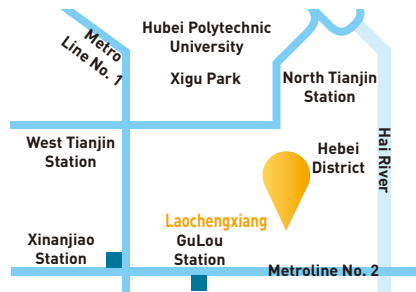 Metro
Line No. 1
Hubei Polytechnic
University
Xigu Park
North Tianjin
Station
West Tianjin
Station
Hebei
District
Hai River
Laochengxiang
Xinanjiao
Station
GuLou
Station
Metroline No. 2